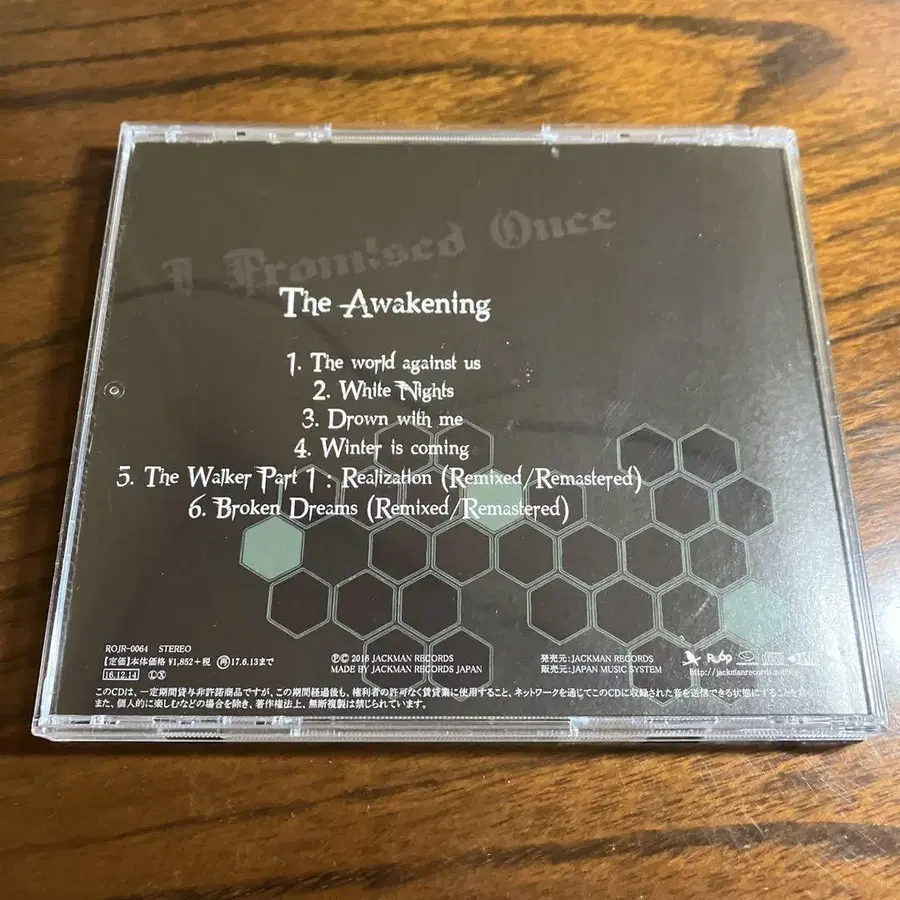 I Promised Once
The Awakening
1. The world against us
2. White Nights
3. Drown with me
4. Winter is coming
5. The Walker Part 1 : Realization (Remixed/Remastered)
6. Broken Dreams (Remixed/Remastered)
ROJR-0064 STEREO
【定価】本体価格 ¥1,852+税 再17.6.13まで
16.12.14 LX
ⓅⒸ2016 JACKMAN RECORDS
MADE BY JACKMAN RECORDS JAPAN
発売元:JACKMAN RECORDS
販売元:JAPAN MUSIC SYSTEM
http://jackmanrecords
このCDは、一定期間貸与非許諾商品ですが、この期間経過後も、権利者の許可なく賃貸業に使用すること、ネットワークを通じてこのCDに収録された音を送信できる状態にすることを
また、個人的に楽しむなどの場合を除き、著作権法上、無断複製は禁じられています。